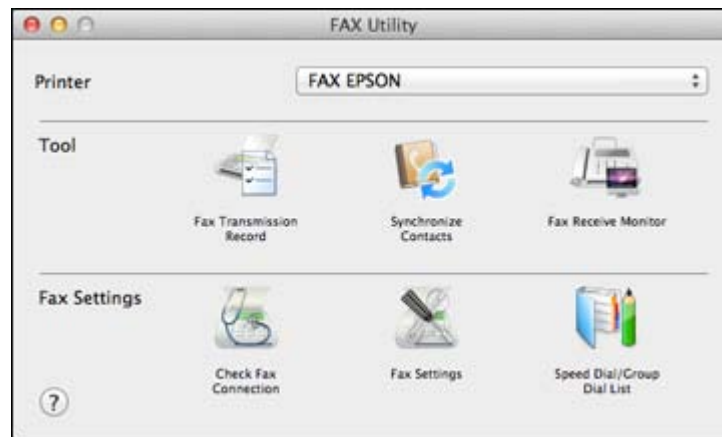 FAX Utility
Printer
FAX EPSON
Tool
Fax Transmission
Record
Synchronize
Contacts
Fax Receive Monitor
Fax Settings
Check Fax
Connection
Fax Settings
Speed Dial/Group
Dial List
?